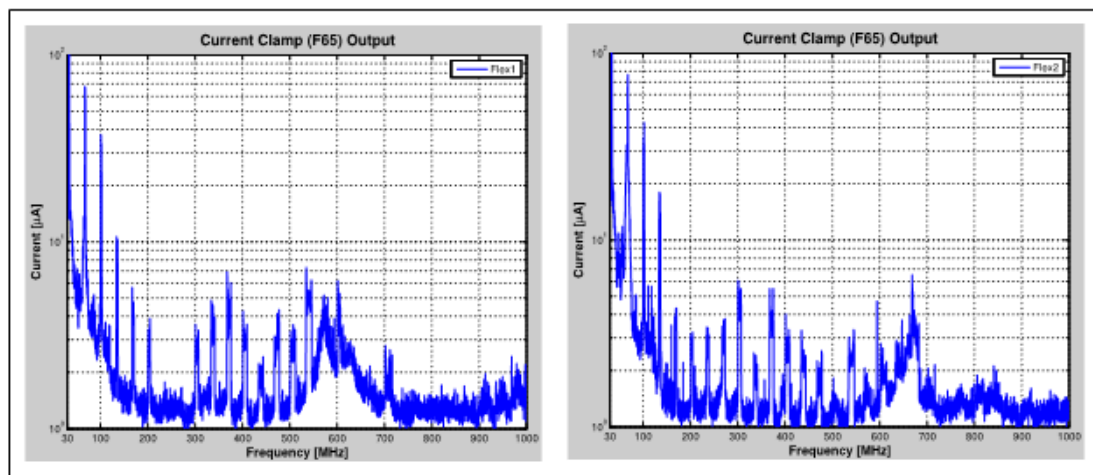 Current Clamp (F65) Output
Flex1
Current [µA]
10²
10¹
10⁰
30 100 200 300 400 500 600 700 800 900 1000
Frequency [MHz]
Current Clamp (F65) Output
Flex2
Current [µA]
10²
10¹
10⁰
30 100 200 300 400 500 600 700 800 900 1000
Frequency [MHz]